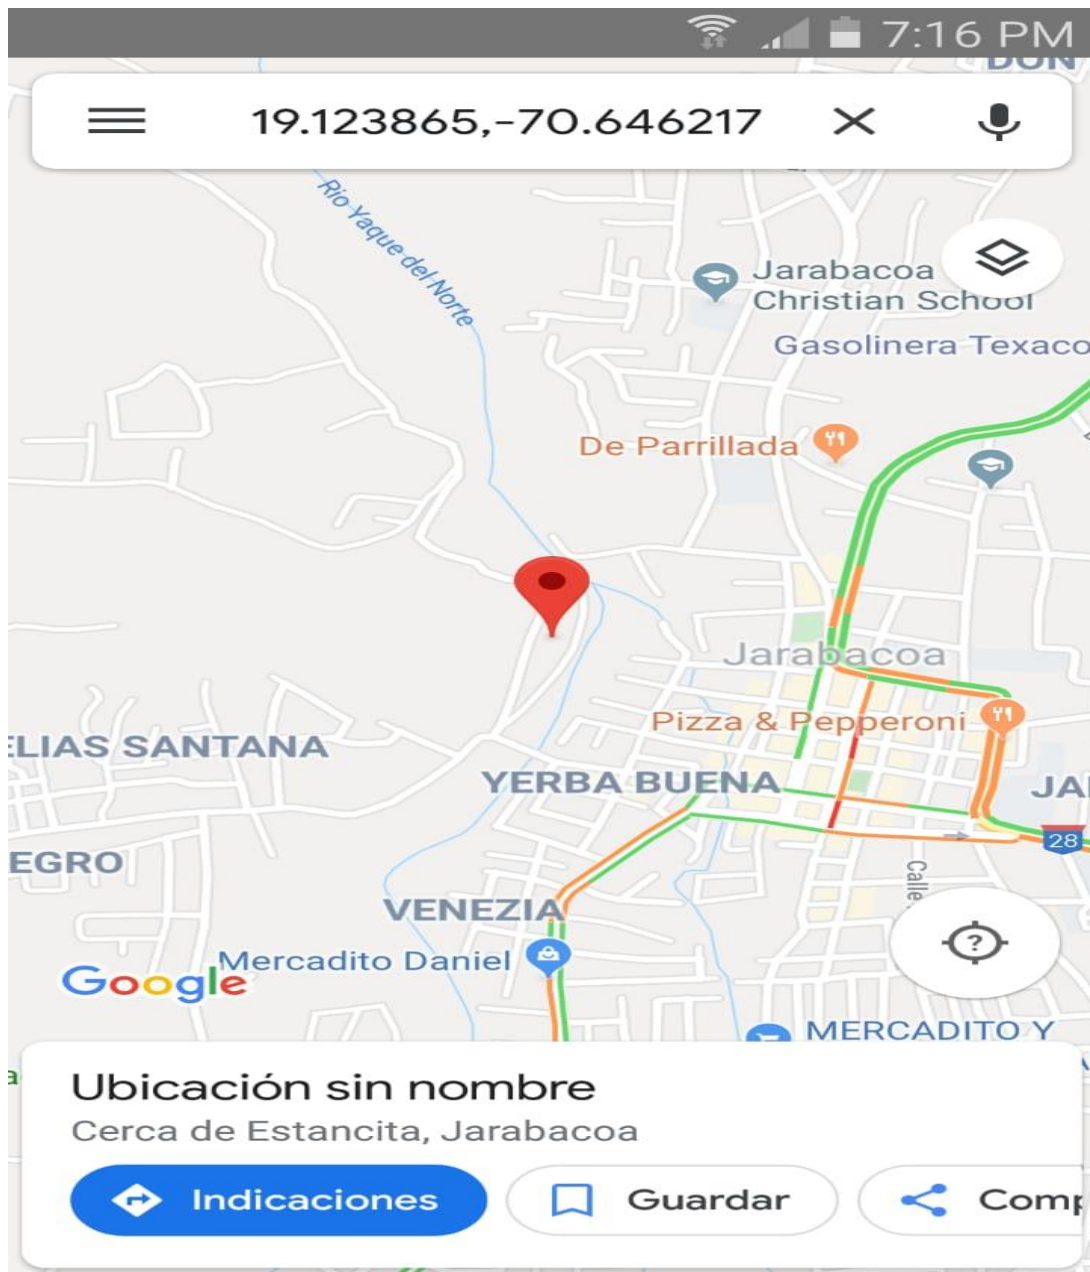 7:16 PM
DON
19.123865,-70.646217
Rio Yaque del Norte
Jarabacoa
Christian School
Gasolinera Texaco
De Parrillada
Jarabacoa
Pizza & Pepperoni
ELIAS SANTANA
YERBA BUENA
JA
28
EGRO
Calle
VENEZIA
Mercadito Daniel
Google
?
MERCADITO Y
Ubicación sin nombre
Cerca de Estancita, Jarabacoa
Indicaciones
Guardar
Comp